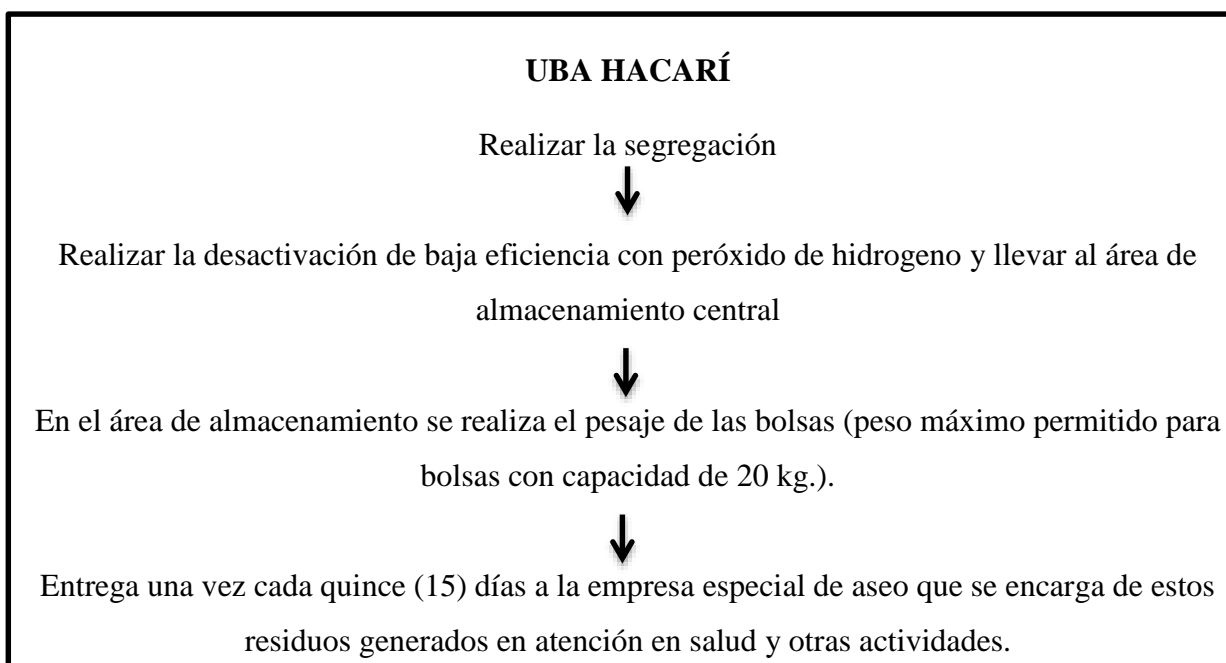 UBA HACARÍ
Realizar la segregación
Realizar la desactivación de baja eficiencia con peróxido de hidrogeno y llevar al área de
almacenamiento central
En el área de almacenamiento se realiza el pesaje de las bolsas (peso máximo permitido para
bolsas con capacidad de 20 kg.).
Entrega una vez cada quince (15) días a la empresa especial de aseo que se encarga de estos
residuos generados en atención en salud y otras actividades.